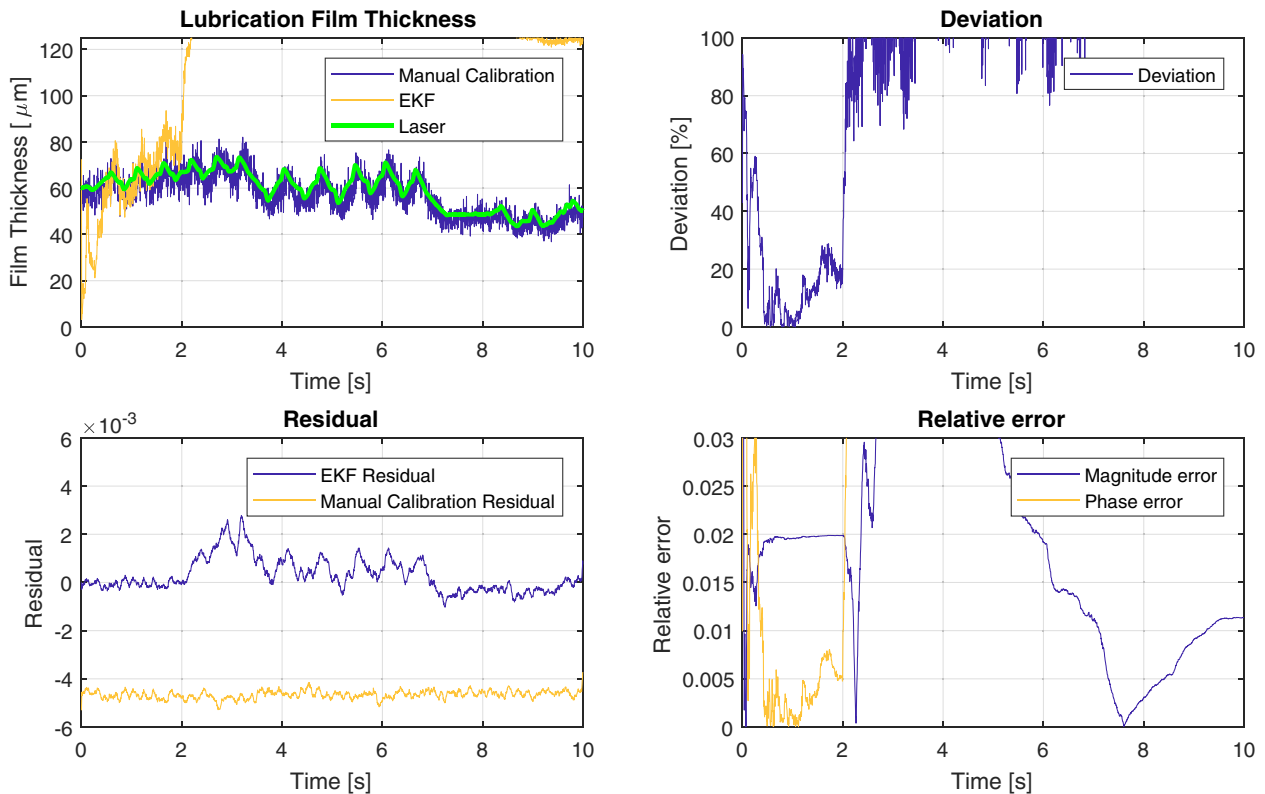 Lubrication Film Thickness
Film Thickness [ μm]
120
100
80
60
40
20
0
Manual Calibration
EKF
Laser
0 2 4 6 8 10
Time [s]
Deviation
Deviation [%]
100
80
60
40
20
0
Deviation
0 2 4 6 8 10
Time [s]
Residual
×10-3
Residual
6
4
2
0
-2
-4
-6
EKF Residual
Manual Calibration Residual
0 2 4 6 8 10
Time [s]
Relative error
Relative error
0.03
0.025
0.02
0.015
0.01
0.005
0
Magnitude error
Phase error
0 2 4 6 8 10
Time [s]